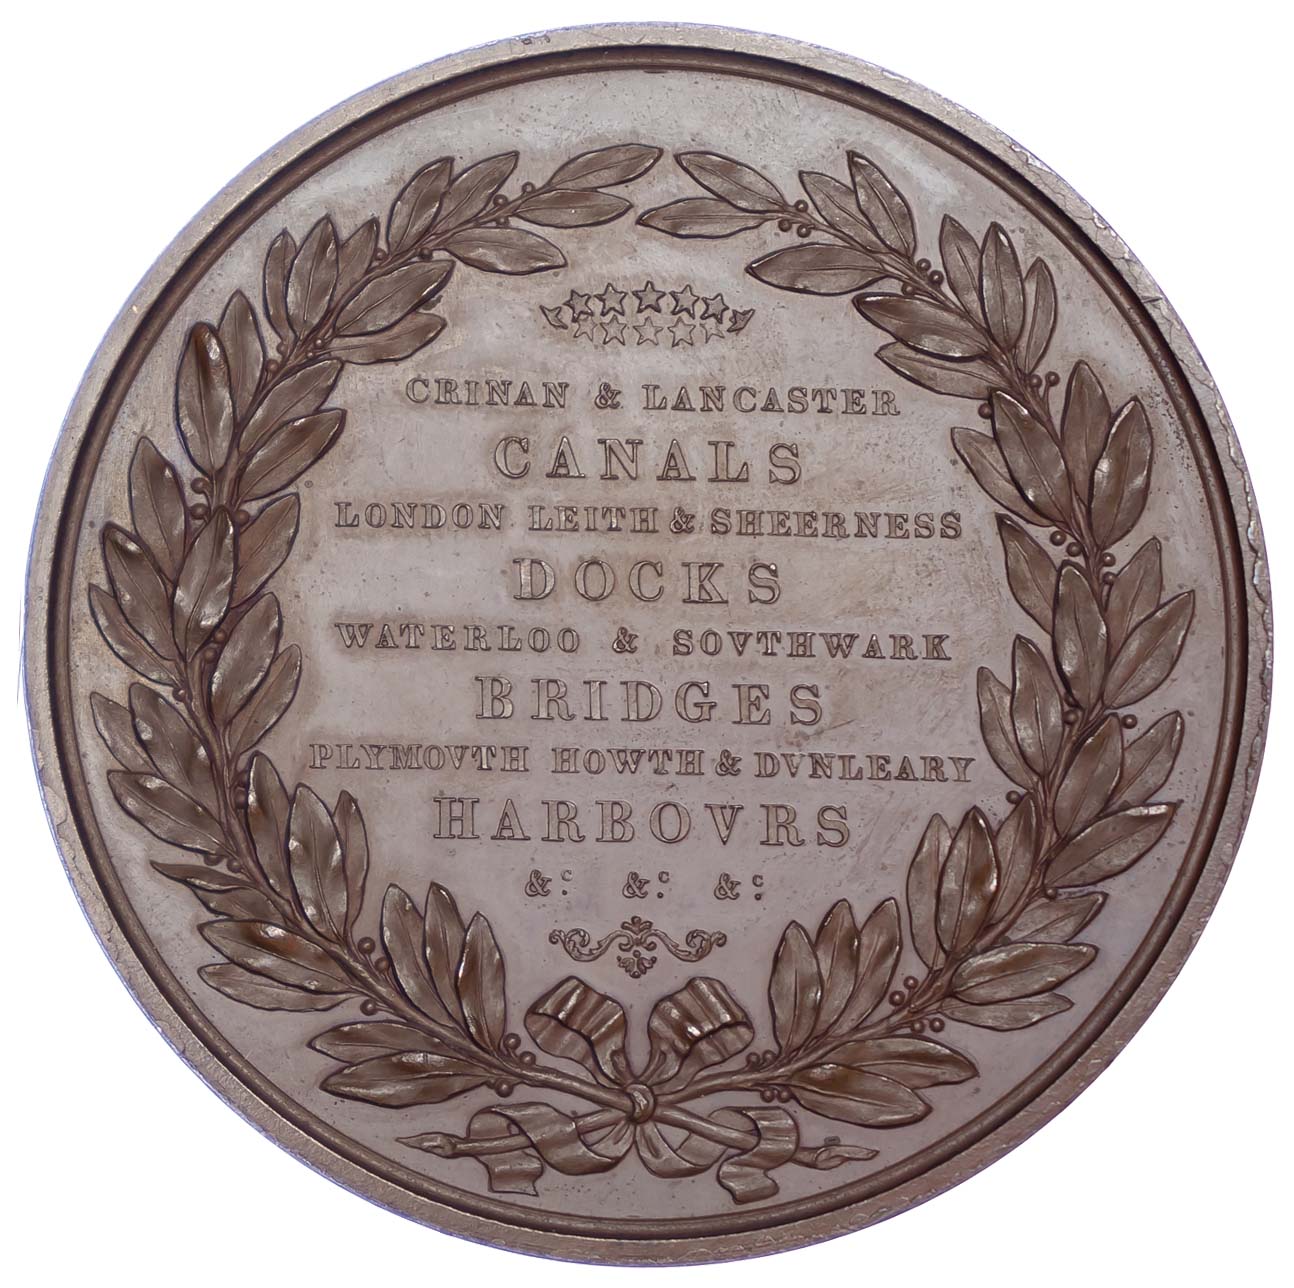 CRINAN & LANCASTER
CANALS
LONDON LEITH & SHEERNESS
DOCKS
WATERLOO & SOVTHWARK
BRIDGES
PLYMOVTH HOWTH & DVNLEARY
HARBOVRS
&c. &c. &c.